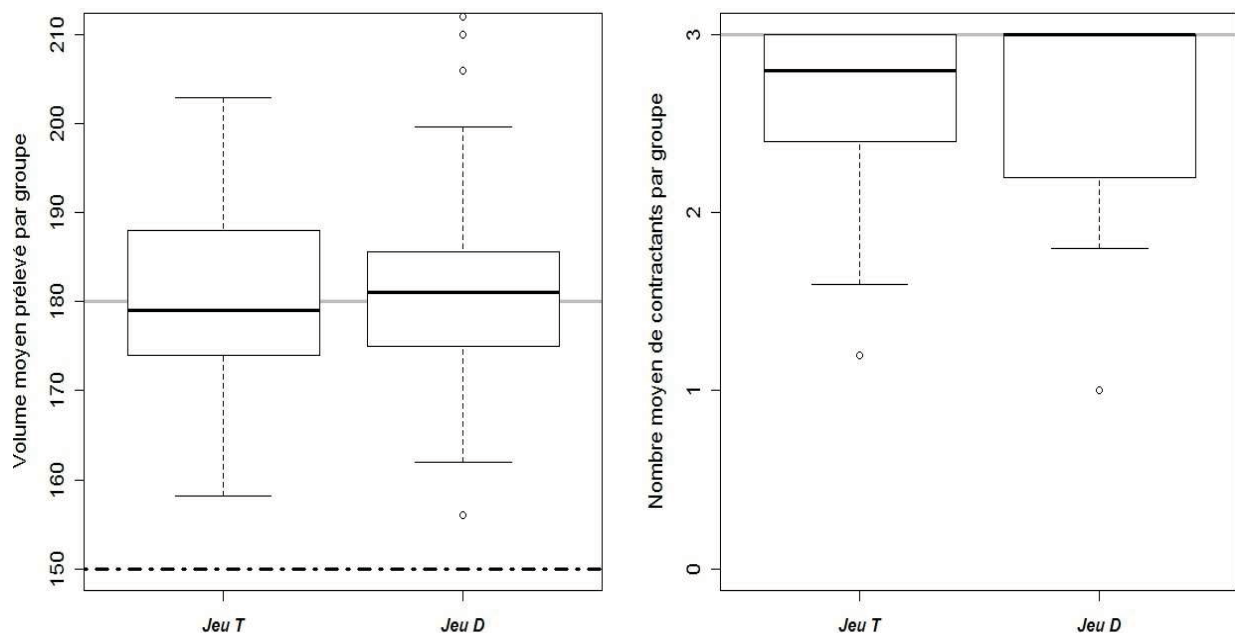 Volume moyen prélevé par groupe
210
200
190
180
170
160
150
Jeu T
Jeu D
Nombre moyen de contractants par groupe
3
2
1
0
Jeu T
Jeu D